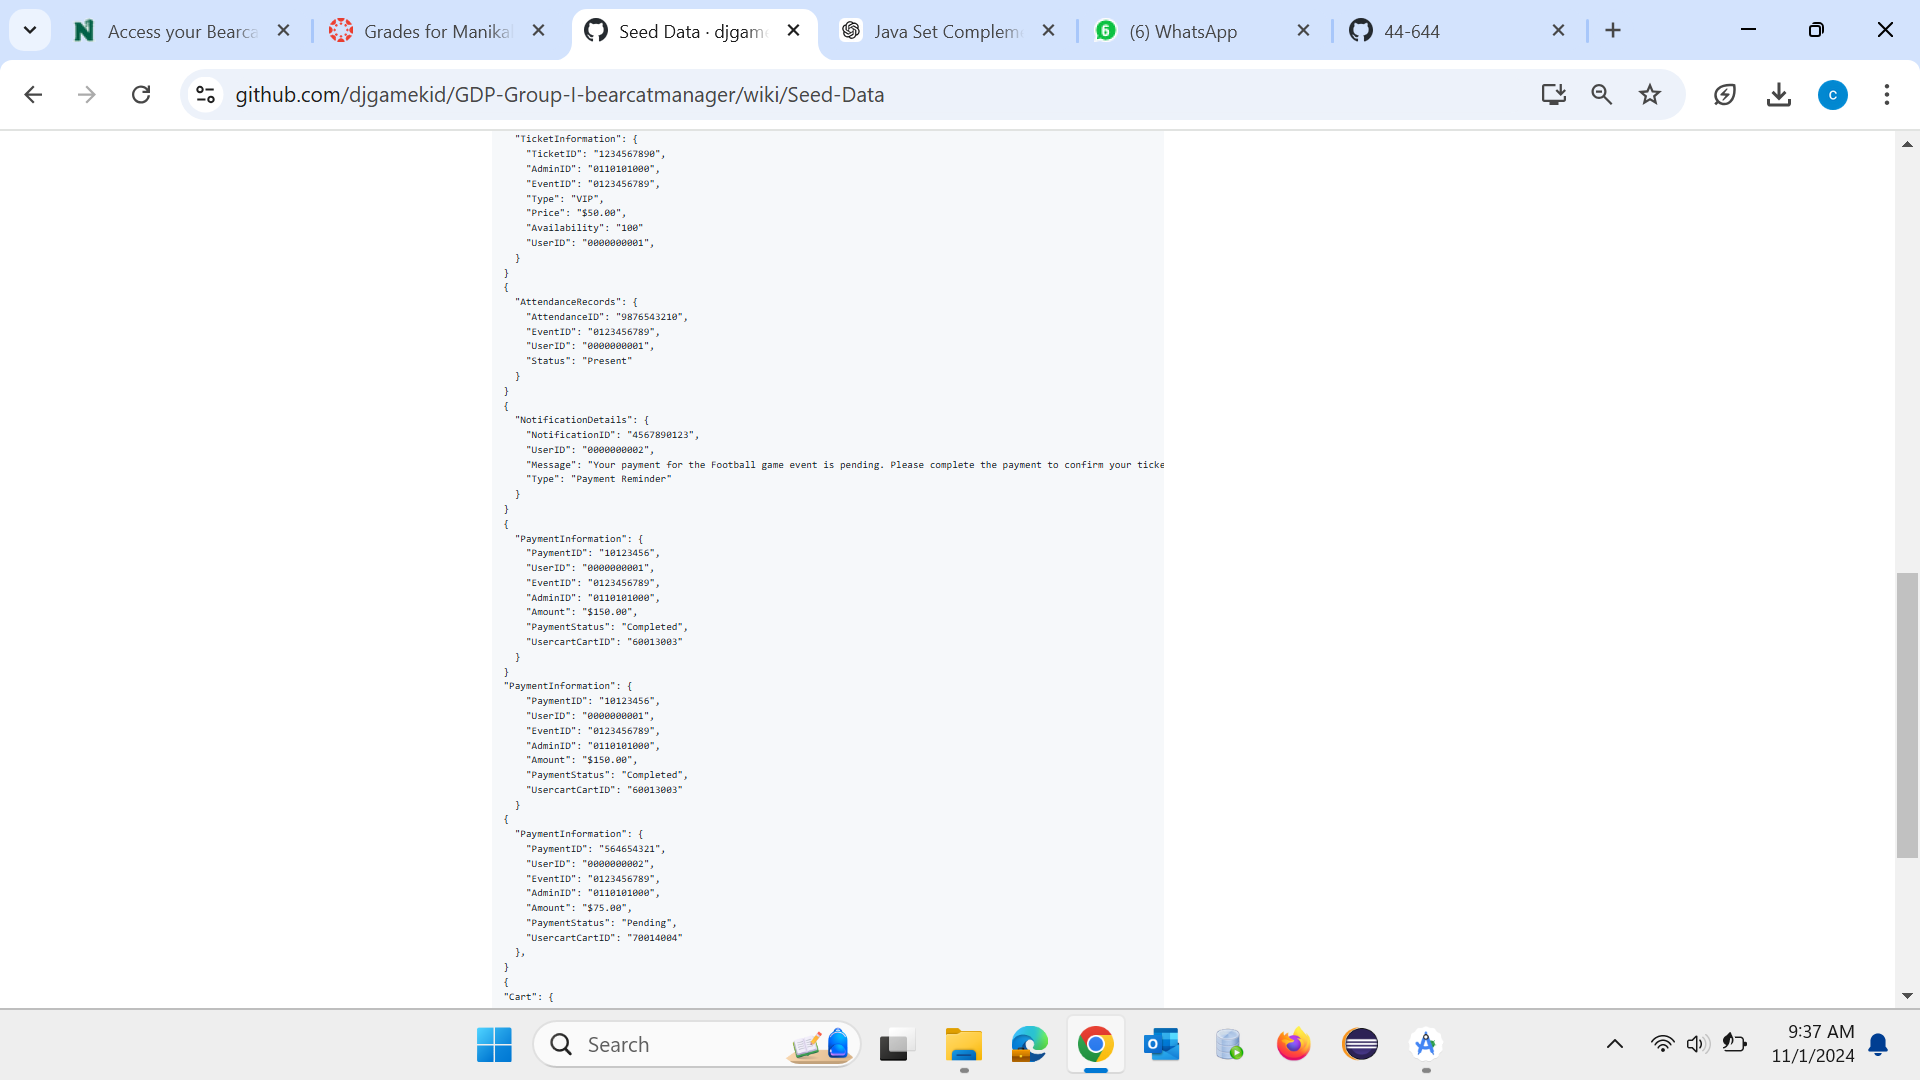 Access your Bearca
Grades for Manikal
Seed Data · djgame
Java Set Compleme
6
(6) WhatsApp
44-644
github.com/djgamekid/GDP-Group-I-bearcatmanager/wiki/Seed-Data
c
"TicketInformation": {
"TicketID": "1234567890",
"AdminID": "0110101000",
"EventID": "0123456789",
"Type": "VIP",
"Price": "$50.00",
"Availability": "100"
"UserID": "0000000001",
}
}
{
"AttendanceRecords": {
"AttendanceID": "9876543210",
"EventID": "0123456789",
"UserID": "0000000001",
"Status": "Present"
}
}
{
"NotificationDetails": {
"NotificationID": "4567890123",
"UserID": "0000000002",
"Message": "Your payment for the Football game event is pending. Please complete the payment to confirm your ticke
"Type": "Payment Reminder"
}
}
{
"PaymentInformation": {
"PaymentID": "10123456",
"UserID": "0000000001",
"EventID": "0123456789",
"AdminID": "0110101000",
"Amount": "$150.00",
"PaymentStatus": "Completed",
"UsercartCartID": "60013003"
}
}
"PaymentInformation": {
"PaymentID": "10123456",
"UserID": "0000000001",
"EventID": "0123456789",
"AdminID": "0110101000",
"Amount": "$150.00",
"PaymentStatus": "Completed",
"UsercartCartID": "60013003"
}
{
"PaymentInformation": {
"PaymentID": "564654321",
"UserID": "0000000002",
"EventID": "0123456789",
"AdminID": "0110101000",
"Amount": "$75.00",
"PaymentStatus": "Pending",
"UsercartCartID": "70014004"
},
}
{
"Cart": {
Search
9:37 AM
11/1/2024